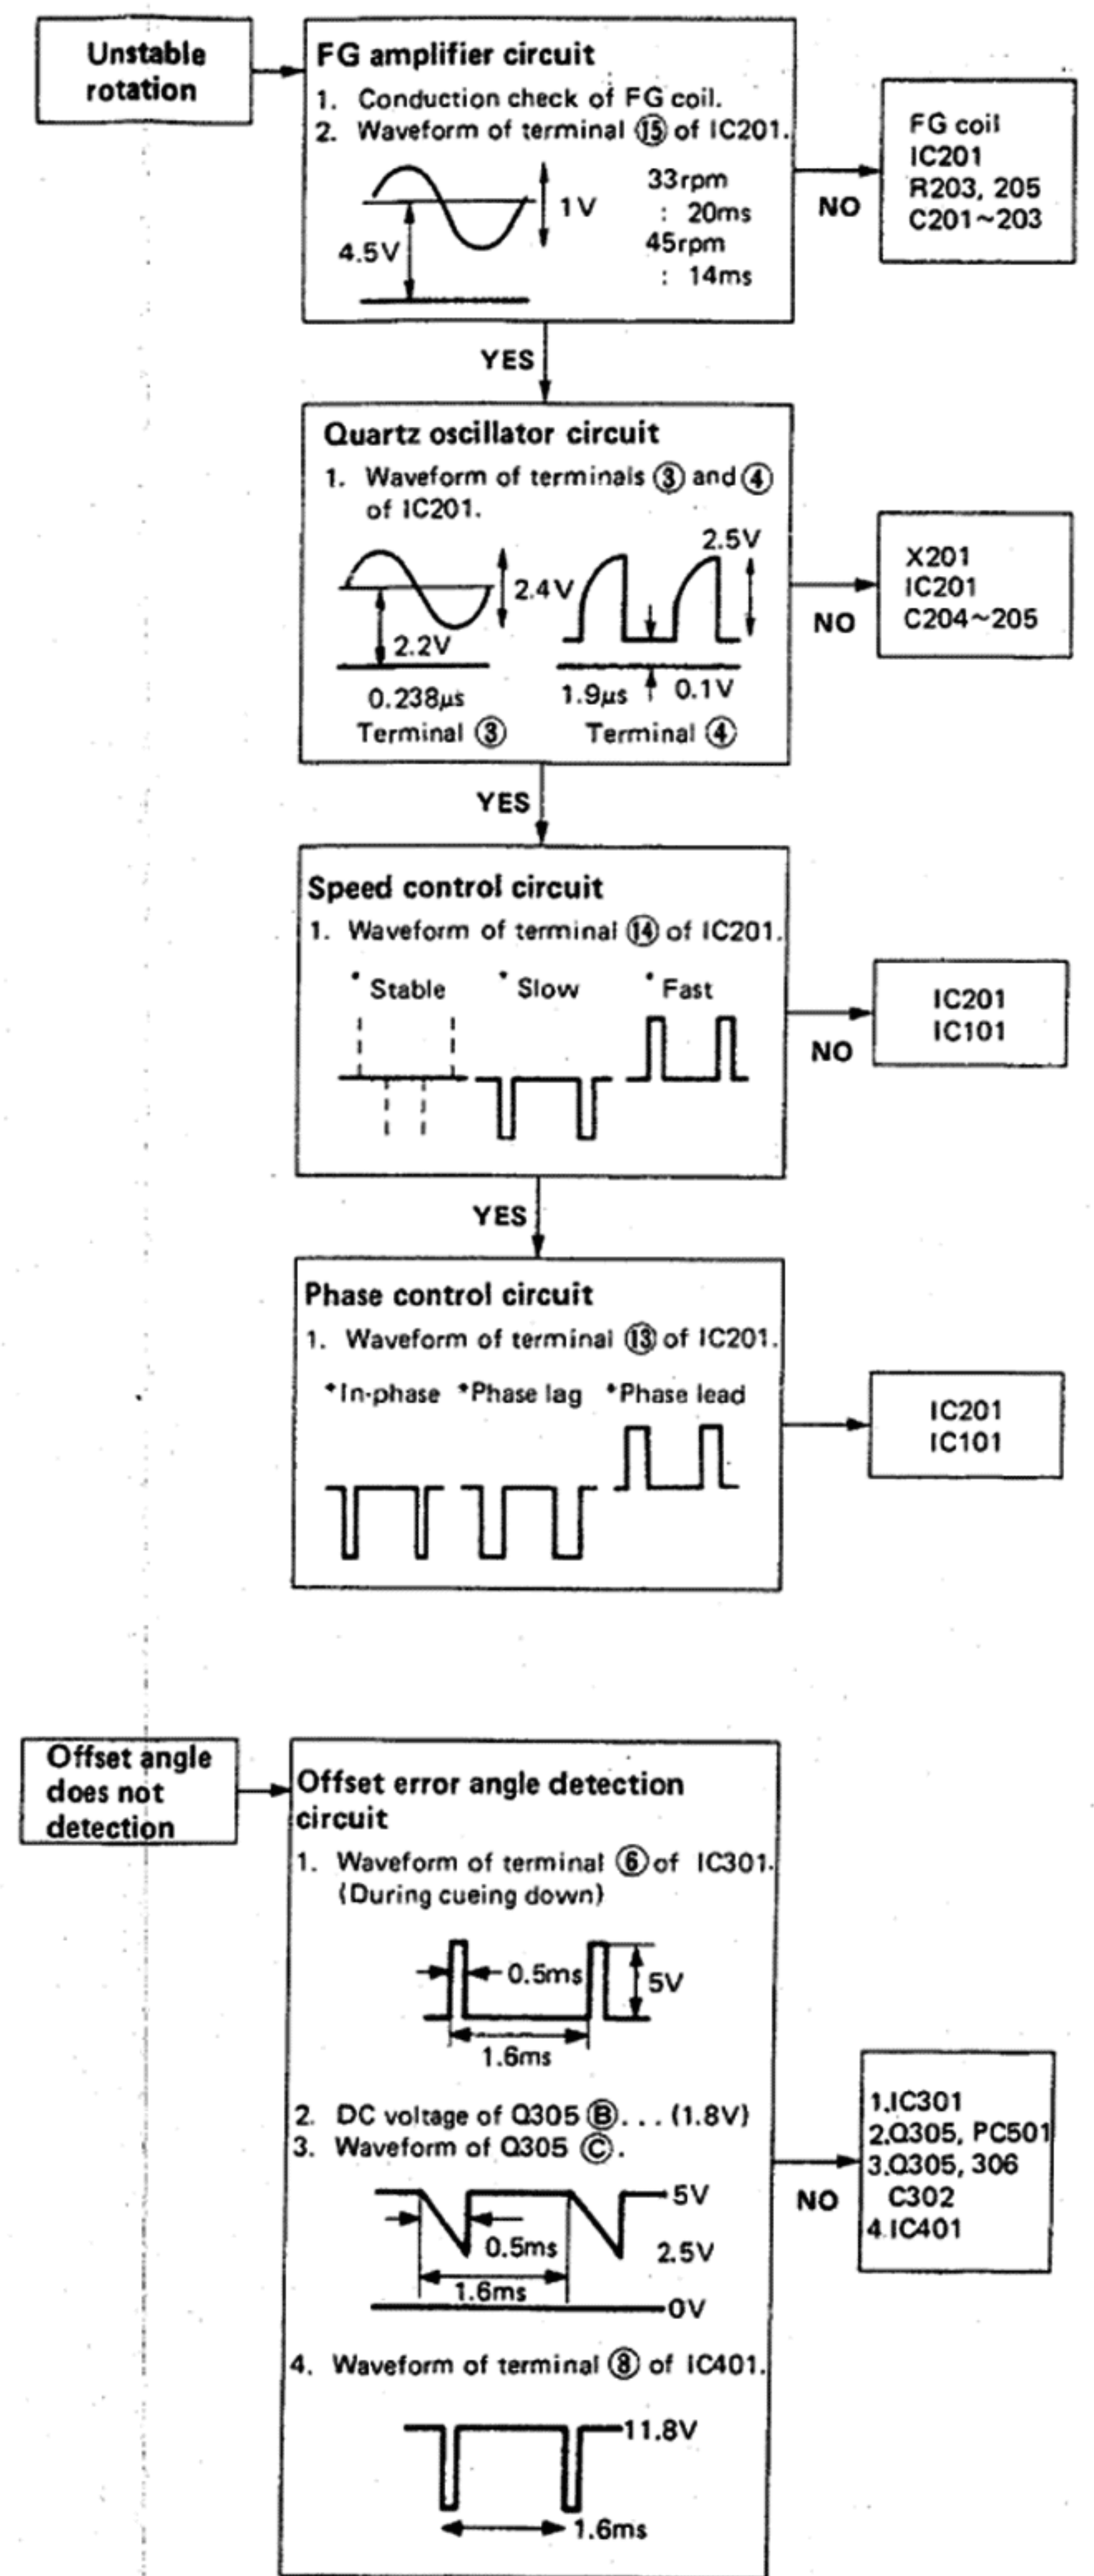 Unstable
rotation
FG amplifier circuit
1. Conduction check of FG coil.
2. Waveform of terminal ⑮ of IC201.
1V
4.5V
33rpm
: 20ms
45rpm
: 14ms
NO
FG coil
IC201
R203, 205
C201~203
YES
Quartz oscillator circuit
1. Waveform of terminals ③ and ④
of IC201.
2.4V
2.2V
0.238μs
Terminal ③
2.5V
1.9μs
0.1V
Terminal ④
NO
X201
IC201
C204~205
YES
Speed control circuit
1. Waveform of terminal ⑭ of IC201.
• Stable • Slow • Fast
NO
IC201
IC101
YES
Phase control circuit
1. Waveform of terminal ⑬ of IC201.
•In-phase •Phase lag •Phase lead
IC201
IC101
Offset angle
does not
detection
Offset error angle detection
circuit
1. Waveform of terminal ⑥ of IC301.
(During cueing down)
0.5ms
5V
1.6ms
2. DC voltage of Q305 Ⓑ... (1.8V)
3. Waveform of Q305 Ⓒ.
5V
0.5ms
2.5V
1.6ms
0V
4. Waveform of terminal ⑧ of IC401.
11.8V
1.6ms
NO
1.IC301
2.Q305, PC501
3.Q305, 306
C302
4.IC401